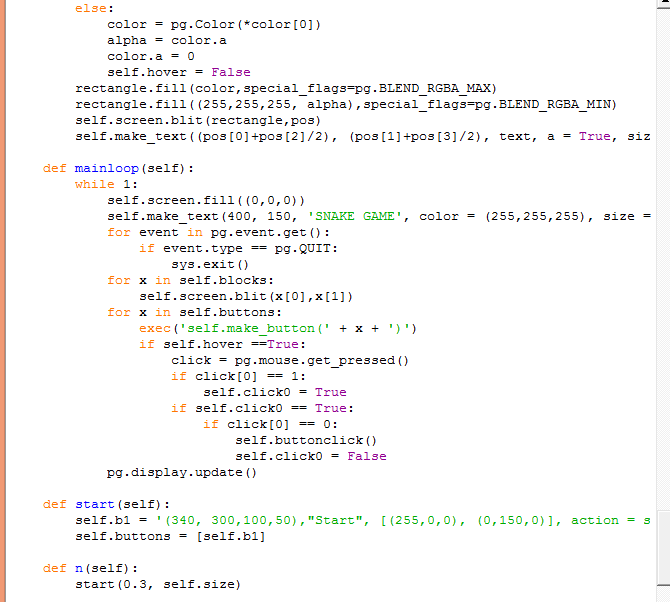 else:
color = pg.Color(*color[0])
alpha = color.a
color.a = 0
self.hover = False
rectangle.fill(color,special_flags=pg.BLEND_RGBA_MAX)
rectangle.fill((255,255,255, alpha),special_flags=pg.BLEND_RGBA_MIN)
self.screen.blit(rectangle,pos)
self.make_text((pos[0]+pos[2]/2), (pos[1]+pos[3]/2), text, a = True, siz
def mainloop(self):
while 1:
self.screen.fill((0,0,0))
self.make_text(400, 150, 'SNAKE GAME', color = (255,255,255), size =
for event in pg.event.get():
if event.type == pg.QUIT:
sys.exit()
for x in self.blocks:
self.screen.blit(x[0],x[1])
for x in self.buttons:
exec('self.make_button(' + x + ')')
if self.hover ==True:
click = pg.mouse.get_pressed()
if click[0] == 1:
self.click0 = True
if self.click0 == True:
if click[0] == 0:
self.buttonclick()
self.click0 = False
pg.display.update()
def start(self):
self.b1 = '(340, 300,100,50),"Start", [(255,0,0), (0,150,0)], action = s
self.buttons = [self.b1]
def n(self):
start(0.3, self.size)